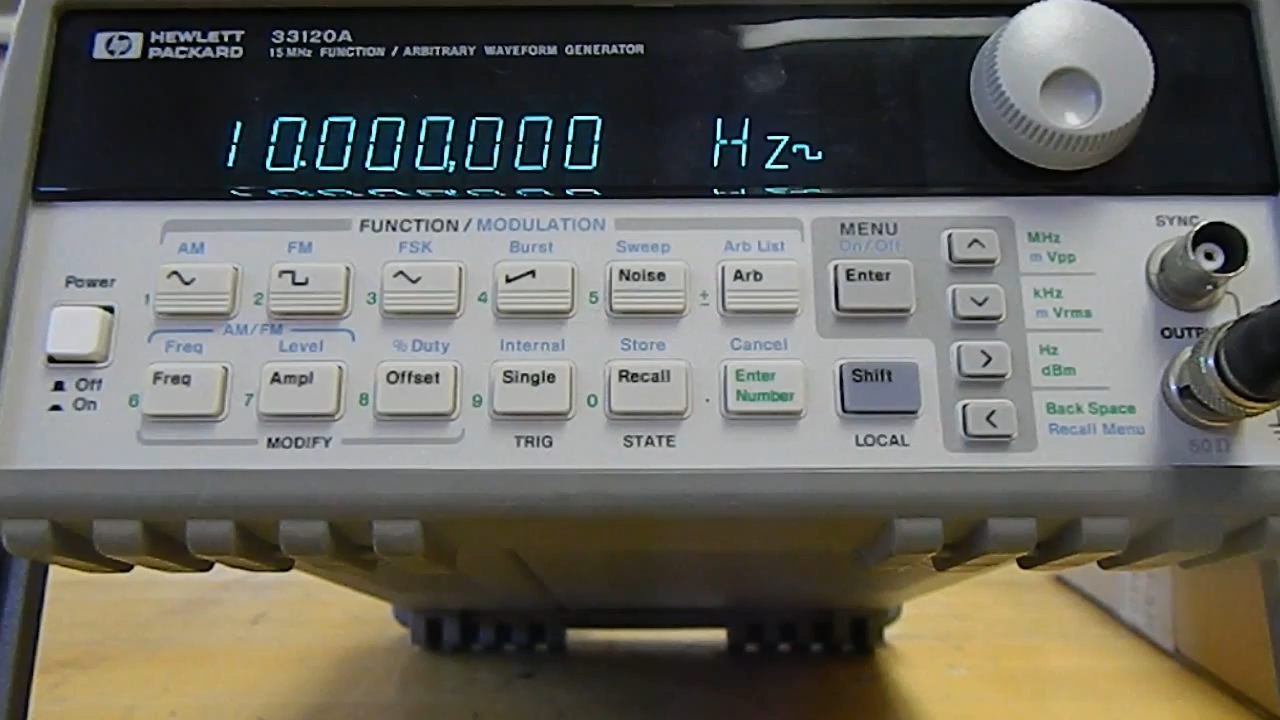 hp HEWLETT PACKARD 33120A
15 MHz FUNCTION / ARBITRARY WAVEFORM GENERATOR
10.000,000 Hz
FUNCTION / MODULATION
MENU
On/Off
SYNC
AM FM FSK Burst Sweep Arb List
MHz
m Vpp
Power
1 2 3 4 5 Noise ± Arb
Enter
kHz
m Vrms
AM/FM
OUTP
Freq Level % Duty Internal Store Cancel
Hz
dBm
Off
On
6 Freq 7 Ampl 8 Offset 9 Single 0 Recall . Enter Number
Shift
Back Space
Recall Menu
MODIFY TRIG STATE LOCAL
50 Ω